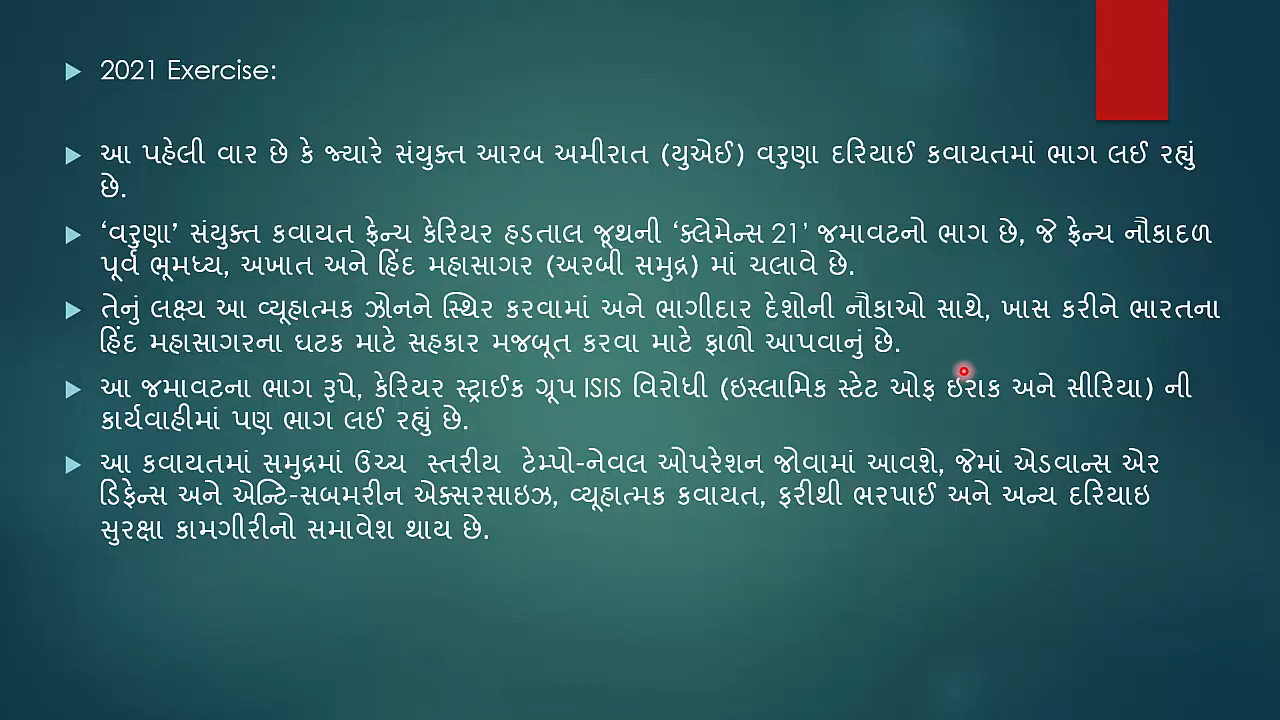 2021 Exercise:
આ પહેલી વાર છે કે જ્યારે સંયુક્ત આરબ અમીરાત (યુએઈ) વરુણા દરિયાઈ કવાયતમાં ભાગ લઈ રહ્યું
છે.
‘વરુણા’ સંયુક્ત કવાયત ફ્રેન્ચ કેરિયર હડતાલ જૂથની ‘ક્લેમેન્સ 21’ જમાવટનો ભાગ છે, જે ફ્રેન્ચ નૌકાદળ
પૂર્વ ભૂમધ્ય, અખાત અને હિંદ મહાસાગર (અરબી સમુદ્ર) માં ચલાવે છે.
તેનું લક્ષ્ય આ વ્યૂહાત્મક ઝોનને સ્થિર કરવામાં અને ભાગીદાર દેશોની નૌકાઓ સાથે, ખાસ કરીને ભારતના
હિંદ મહાસાગરના ઘટક માટે સહકાર મજબૂત કરવા માટે ફાળો આપવાનું છે.
આ જમાવટના ભાગ રૂપે, કેરિયર સ્ટ્રાઈક ગ્રૂપ ISIS વિરોધી (ઇસ્લામિક સ્ટેટ ઓફ ઇરાક અને સીરિયા) ની
કાર્યવાહીમાં પણ ભાગ લઈ રહ્યું છે.
આ કવાયતમાં સમુદ્રમાં ઉચ્ચ  સ્તરીય  ટેમ્પો-નેવલ ઓપરેશન જોવામાં આવશે, જેમાં એડવાન્સ એર
ડિફેન્સ અને એન્ટિ-સબમરીન એક્સરસાઇઝ, વ્યૂહાત્મક કવાયત, ફરીથી ભરપાઈ અને અન્ય દરિયાઇ
સુરક્ષા કામગીરીનો સમાવેશ થાય છે.